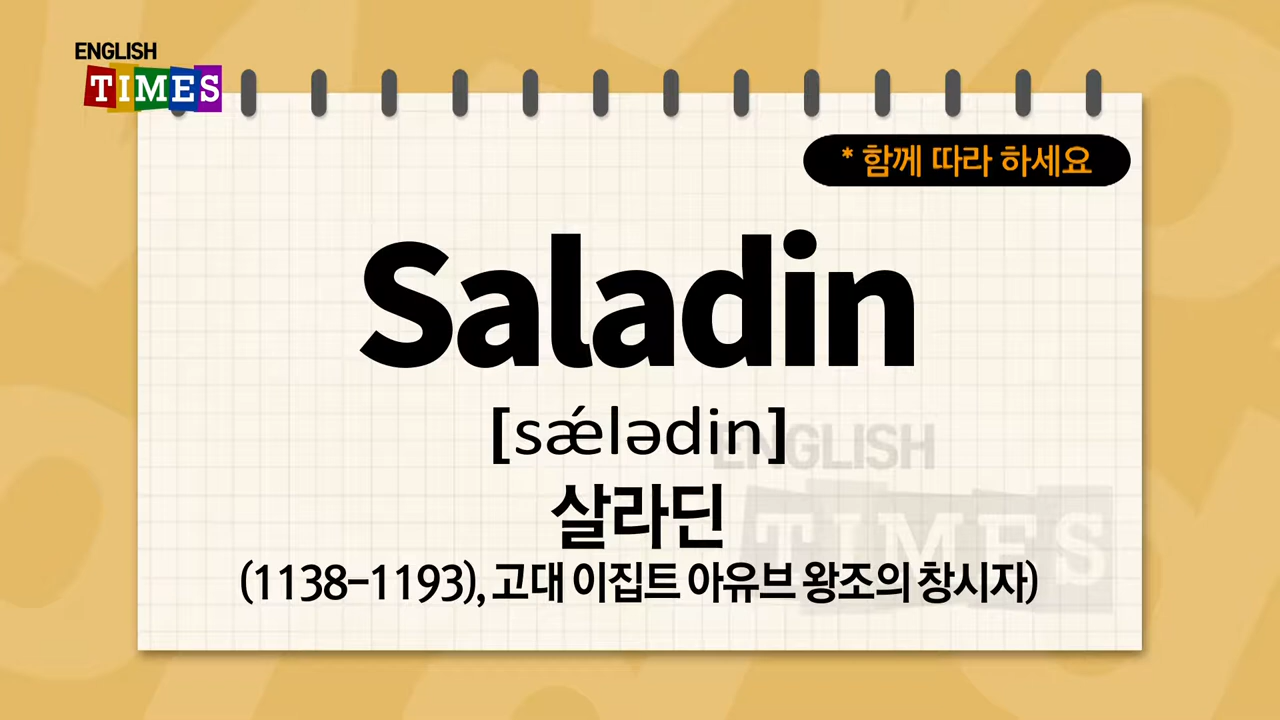 ENGLISH
TIMES
* 함께 따라 하세요
Saladin
[sǽlədin]
살라딘
(1138-1193), 고대 이집트 아유브 왕조의 창시자)
ENGLISH
TIMES